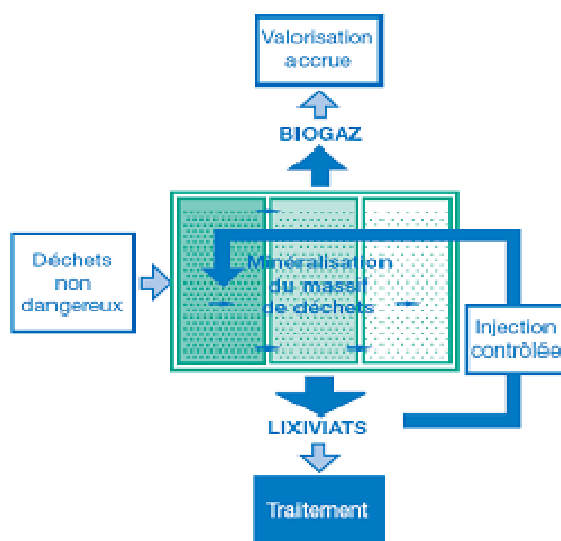 Valorisation
accrue
BIOGAZ
Déchets
non
dangereux
Minéralisation
du massif
de déchets
Injection
contrôlée
LIXIVIATS
Traitement